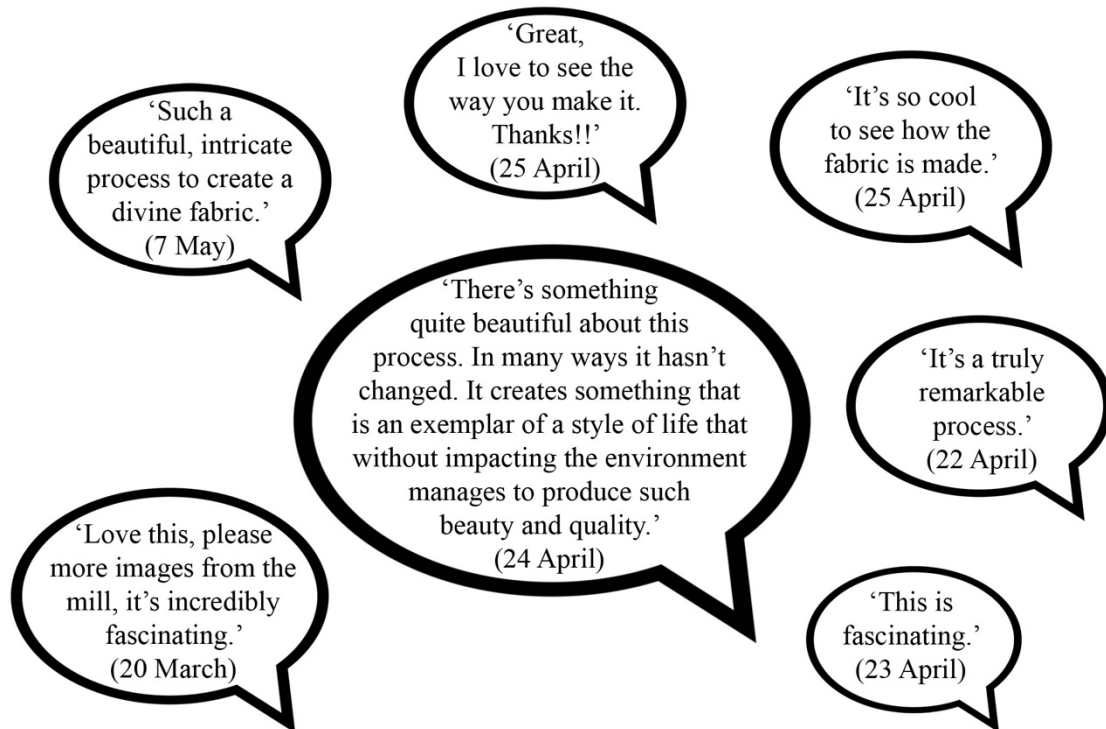 ‘Great,
I love to see the
way you make it.
Thanks!!’
(25 April)
‘Such a
beautiful, intricate
process to create a
divine fabric.’
(7 May)
‘It’s so cool
to see how the
fabric is made.’
(25 April)
‘There’s something
quite beautiful about this
process. In many ways it hasn’t
changed. It creates something that
is an exemplar of a style of life that
without impacting the environment
manages to produce such
beauty and quality.’
(24 April)
‘It’s a truly
remarkable
process.’
(22 April)
‘Love this, please
more images from the
mill, it’s incredibly
fascinating.’
(20 March)
‘This is
fascinating.’
(23 April)